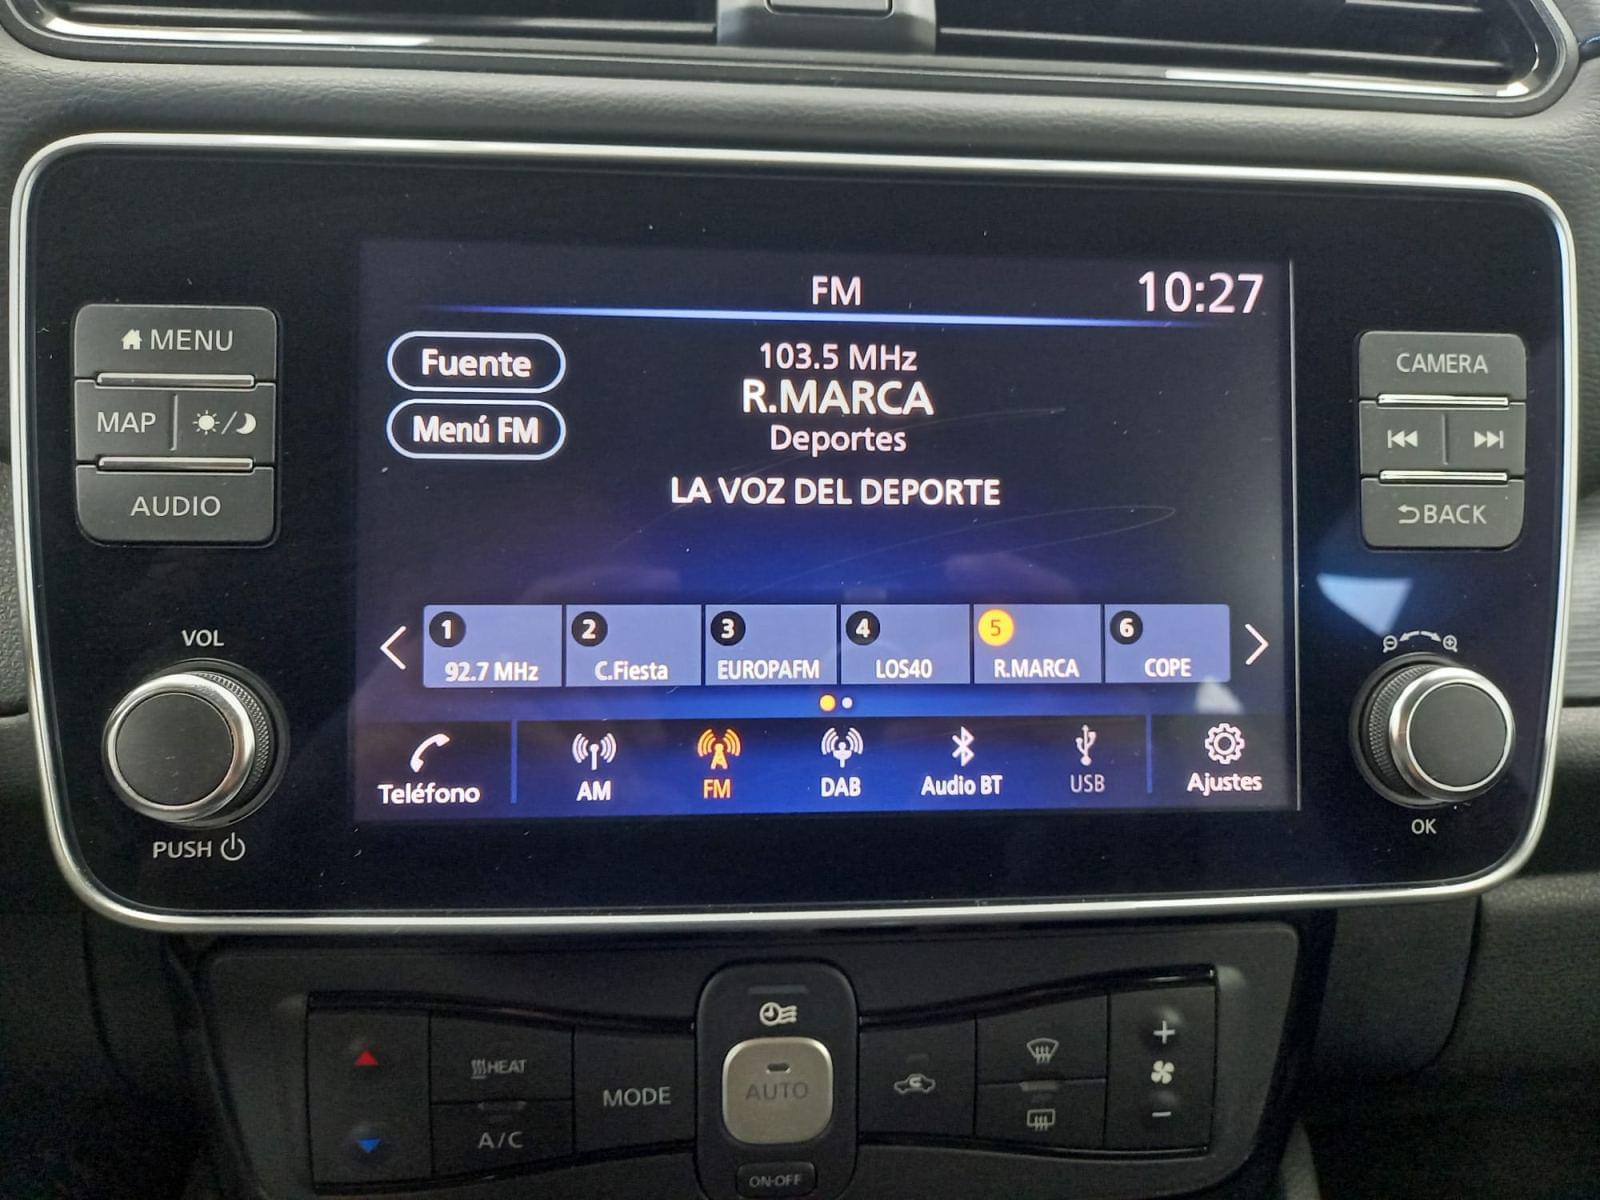 FM
10:27
MENU
MAP
AUDIO
VOL
PUSH
Fuente
Menú FM
103.5 MHz
R.MARCA
Deportes
LA VOZ DEL DEPORTE
1
92.7 MHz
2
C.Fiesta
3
EUROPAFM
4
LOS40
5
R.MARCA
6
COPE
Teléfono
AM
FM
DAB
Audio BT
USB
Ajustes
CAMERA
BACK
OK
HEAT
A/C
MODE
AUTO
ON·OFF